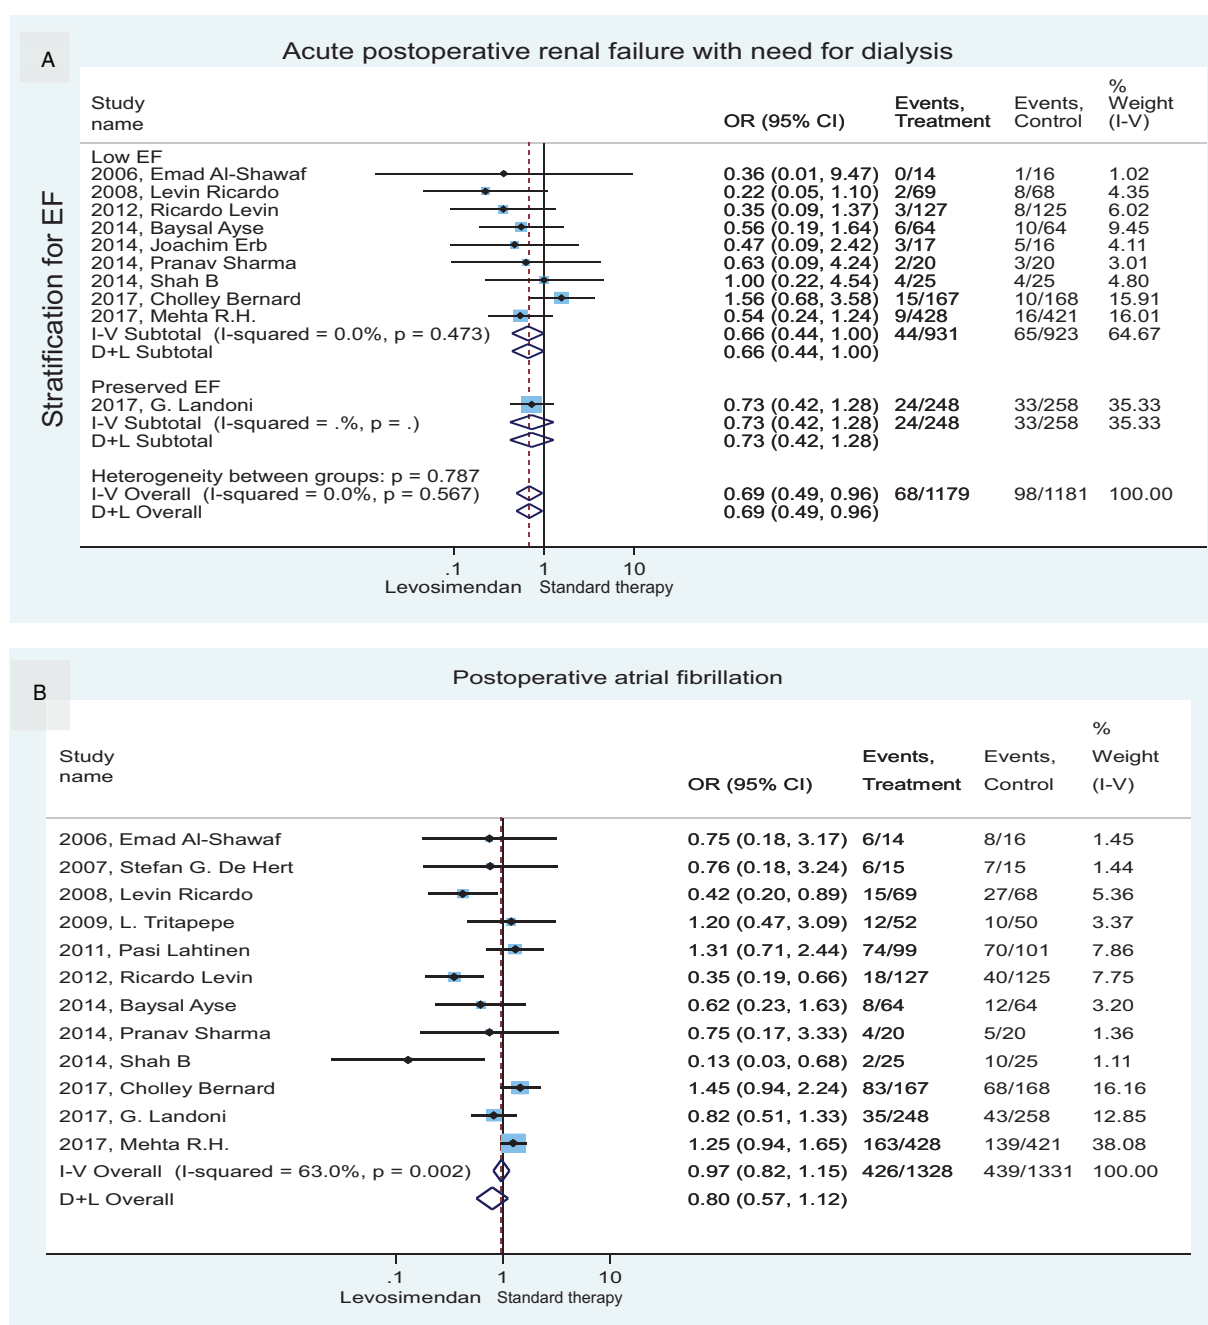 A
Acute postoperative renal failure with need for dialysis
Stratification for EF
%
Study Events, Events, Weight
name OR (95% CI) Treatment Control (I-V)
Low EF
2006, Emad Al-Shawaf 0.36 (0.01, 9.47) 0/14 1/16 1.02
2008, Levin Ricardo 0.22 (0.05, 1.10) 2/69 8/68 4.35
2012, Ricardo Levin 0.35 (0.09, 1.37) 3/127 8/125 6.02
2014, Baysal Ayse 0.56 (0.19, 1.64) 6/64 10/64 9.45
2014, Joachim Erb 0.47 (0.09, 2.42) 3/17 5/16 4.11
2014, Pranav Sharma 0.63 (0.09, 4.24) 2/20 3/20 3.01
2014, Shah B 1.00 (0.22, 4.54) 4/25 4/25 4.80
2017, Cholley Bernard 1.56 (0.68, 3.58) 15/167 10/168 15.91
2017, Mehta R.H. 0.54 (0.24, 1.24) 9/428 16/421 16.01
I-V Subtotal (I-squared = 0.0%, p = 0.473) 0.66 (0.44, 1.00) 44/931 65/923 64.67
D+L Subtotal 0.66 (0.44, 1.00)
Preserved EF
2017, G. Landoni 0.73 (0.42, 1.28) 24/248 33/258 35.33
I-V Subtotal (I-squared = .%, p = .) 0.73 (0.42, 1.28) 24/248 33/258 35.33
D+L Subtotal 0.73 (0.42, 1.28)
Heterogeneity between groups: p = 0.787
I-V Overall (I-squared = 0.0%, p = 0.567) 0.69 (0.49, 0.96) 68/1179 98/1181 100.00
D+L Overall 0.69 (0.49, 0.96)
.1 1 10
Levosimendan Standard therapy
B
Postoperative atrial fibrillation
%
Study Events, Events, Weight
name OR (95% CI) Treatment Control (I-V)
2006, Emad Al-Shawaf 0.75 (0.18, 3.17) 6/14 8/16 1.45
2007, Stefan G. De Hert 0.76 (0.18, 3.24) 6/15 7/15 1.44
2008, Levin Ricardo 0.42 (0.20, 0.89) 15/69 27/68 5.36
2009, L. Tritapepe 1.20 (0.47, 3.09) 12/52 10/50 3.37
2011, Pasi Lahtinen 1.31 (0.71, 2.44) 74/99 70/101 7.86
2012, Ricardo Levin 0.35 (0.19, 0.66) 18/127 40/125 7.75
2014, Baysal Ayse 0.62 (0.23, 1.63) 8/64 12/64 3.20
2014, Pranav Sharma 0.75 (0.17, 3.33) 4/20 5/20 1.36
2014, Shah B 0.13 (0.03, 0.68) 2/25 10/25 1.11
2017, Cholley Bernard 1.45 (0.94, 2.24) 83/167 68/168 16.16
2017, G. Landoni 0.82 (0.51, 1.33) 35/248 43/258 12.85
2017, Mehta R.H. 1.25 (0.94, 1.65) 163/428 139/421 38.08
I-V Overall (I-squared = 63.0%, p = 0.002) 0.97 (0.82, 1.15) 426/1328 439/1331 100.00
D+L Overall 0.80 (0.57, 1.12)
.1 1 10
Levosimendan Standard therapy